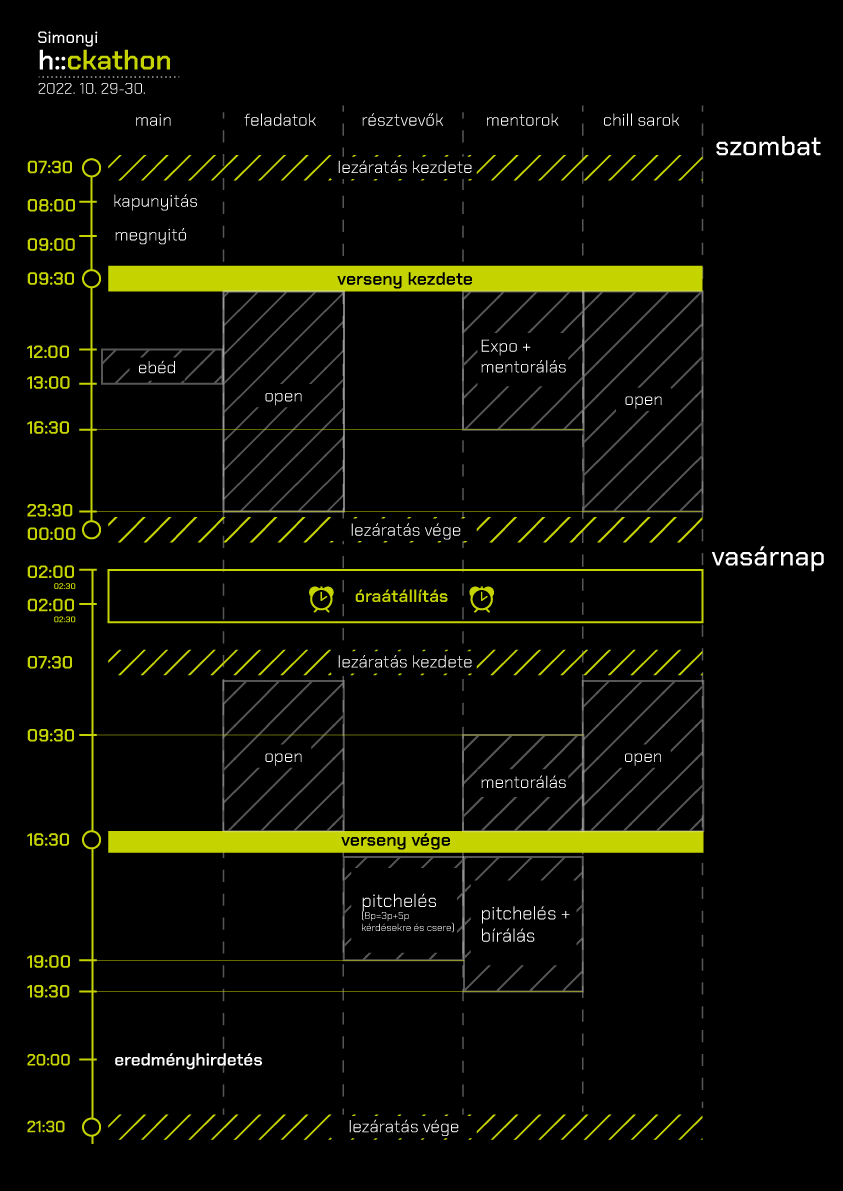 Simonyi
h::ckathon
2022. 10. 29-30.
main feladatok résztvevők mentorok chill sarok
szombat
07:30 lezáratás kezdete
08:00 kapunyitás
09:00 megnyitó
09:30 verseny kezdete
Expo +
mentorálás
12:00
ebéd
13:00
open open
16:30
23:30
00:00 lezáratás vége
vasárnap
02:00
02:30
óraátállítás
02:00
02:30
07:30 lezáratás kezdete
09:30
open mentorálás open
16:30 verseny vége
pitchelés
(8p=3p+5p
kérdésekre és csere)
pitchelés +
bírálás
19:00
19:30
20:00 eredményhirdetés
21:30 lezáratás vége